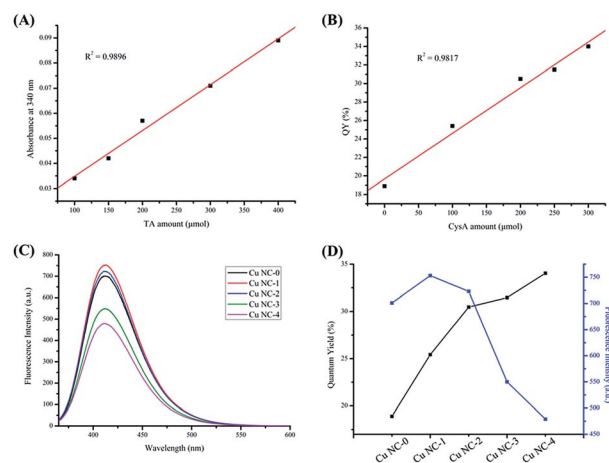 (A)
R² = 0.9896
Absorbance at 340 nm
0.09
0.08
0.07
0.06
0.05
0.04
0.03
100 150 200 250 300 350 400
TA amount (μmol)
(B)
R² = 0.9817
QY (%)
36
34
32
30
28
26
24
22
20
18
16
0 50 100 150 200 250 300
CysA amount (μmol)
(C)
Cu NC-0
Cu NC-1
Cu NC-2
Cu NC-3
Cu NC-4
Fluorescence Intensity (a.u.)
800
700
600
500
400
300
200
100
0
400 450 500 550 600
Wavelength (nm)
(D)
Quantum Yield (%)
30
25
20
Cu NC-0 Cu NC-1 Cu NC-2 Cu NC-3 Cu NC-4
750
700
650
600
550
500
450
Fluorescence Intensity (a.u.)